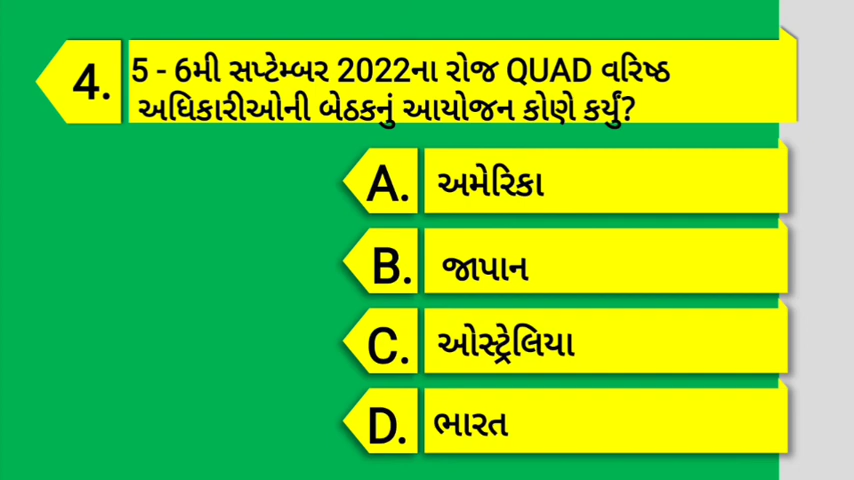 4. 5 - 6મી સપ્ટેમ્બર 2022ના રોજ QUAD વરિષ્ઠ
અધિકારીઓની બેઠકનું આયોજન કોણે કર્યું?
A. અમેરિકા
B. જાપાન
C. ઓસ્ટ્રેલિયા
D. ભારત